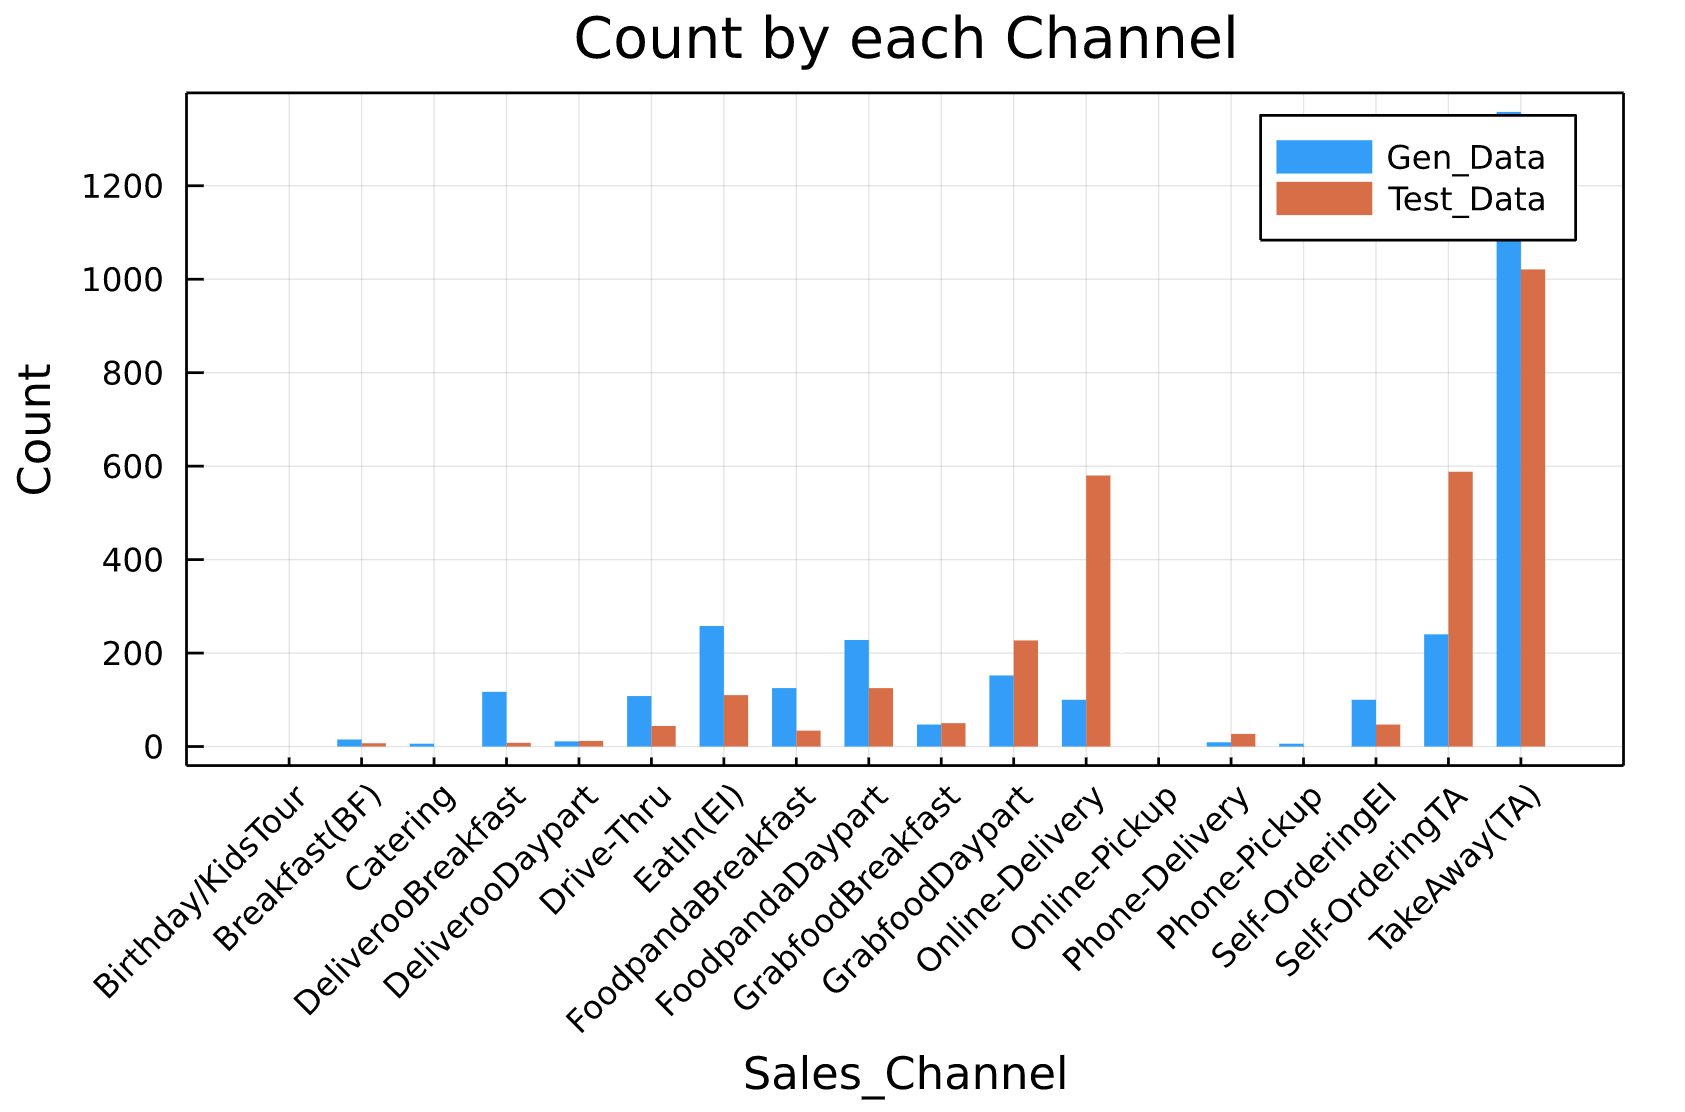 Count by each Channel
Gen_Data
Test_Data
Count
1200
1000
800
600
400
200
0
Birthday/KidsTour
Breakfast(BF)
Catering
DeliverooBreakfast
DeliverooDaypart
Drive-Thru
EatIn(EI)
FoodpandaBreakfast
FoodpandaDaypart
GrabfoodBreakfast
GrabfoodDaypart
Online-Delivery
Online-Pickup
Phone-Delivery
Phone-Pickup
Self-OrderingEI
Self-OrderingTA
TakeAway(TA)
Sales_Channel